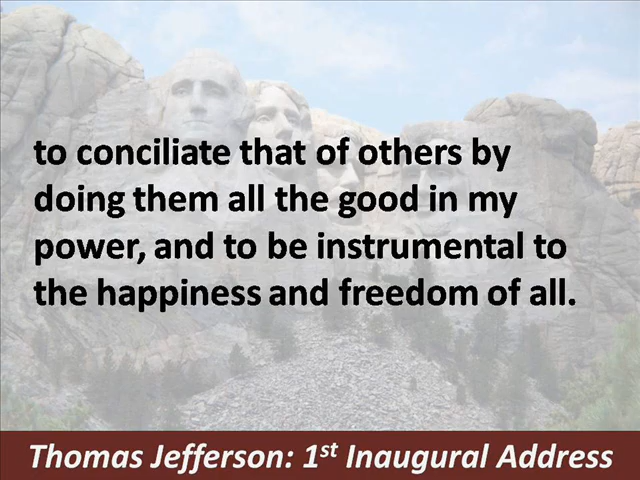 to conciliate that of others by
doing them all the good in my
power, and to be instrumental to
the happiness and freedom of all.
Thomas Jefferson: 1st Inaugural Address